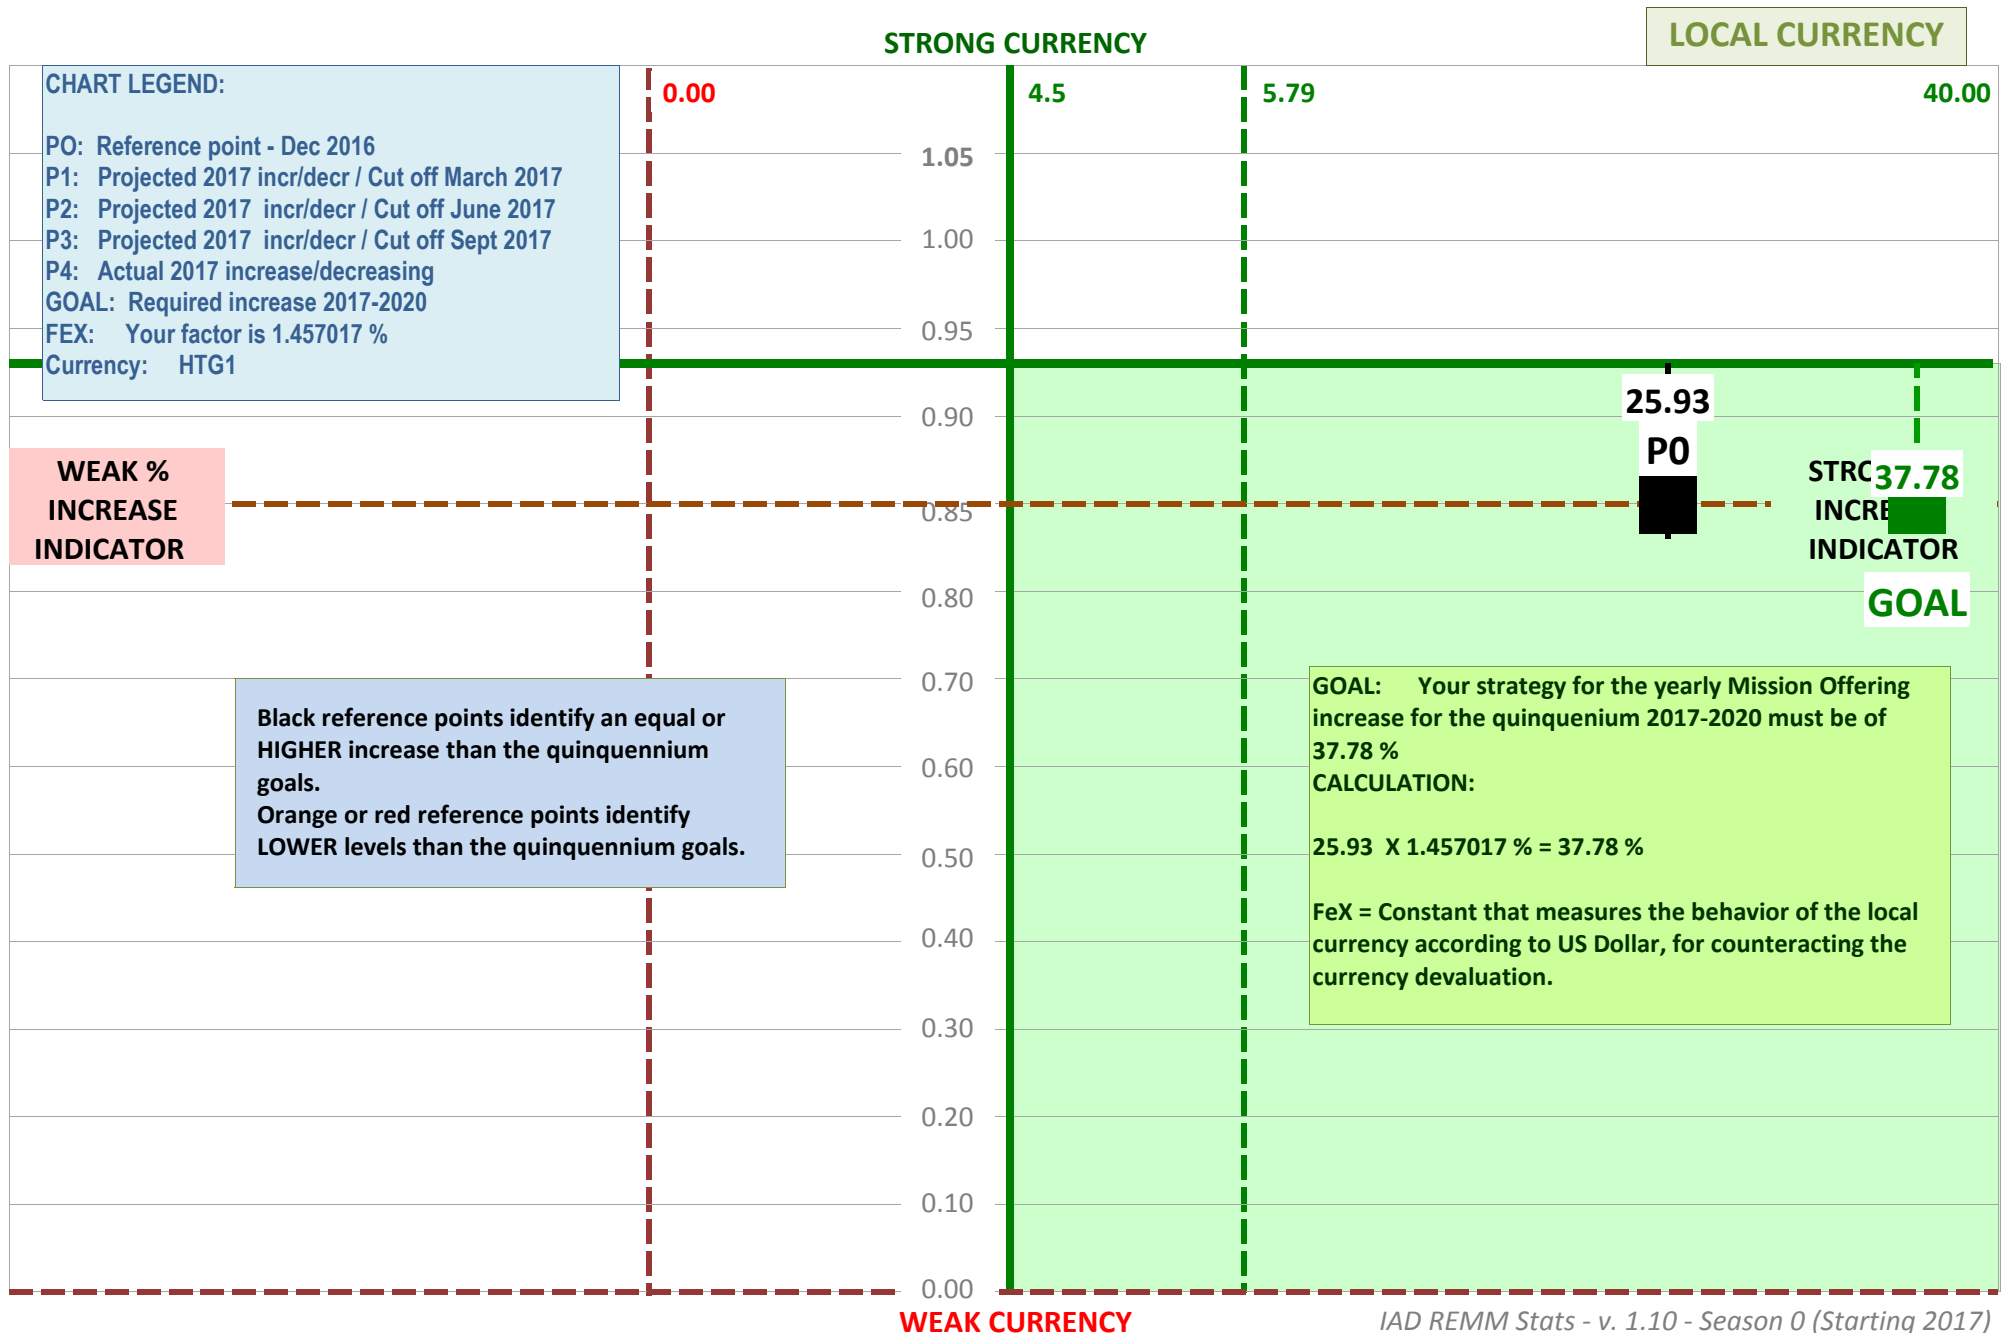 LOCAL CURRENCY
STRONG CURRENCY
CHART LEGEND:
PO: Reference point - Dec 2016
P1: Projected 2017 incr/decr / Cut off March 2017
P2: Projected 2017 incr/decr / Cut off June 2017
P3: Projected 2017 incr/decr / Cut off Sept 2017
P4: Actual 2017 increase/decreasing
GOAL: Required increase 2017-2020
FEX: Your factor is 1.457017 %
Currency: HTG1
0.00
4.5
5.79
40.00
1.05
1.00
0.95
0.90
0.85
0.80
0.70
0.60
0.50
0.40
0.30
0.20
0.10
0.00
25.93
P0
WEAK %
INCREASE
INDICATOR
37.78
INDICATOR
GOAL
Black reference points identify an equal or
HIGHER increase than the quinquennium
goals.
Orange or red reference points identify
LOWER levels than the quinquennium goals.
GOAL: Your strategy for the yearly Mission Offering
increase for the quinquenium 2017-2020 must be of
37.78 %
CALCULATION:
25.93 X 1.457017 % = 37.78 %
FeX = Constant that measures the behavior of the local
currency according to US Dollar, for counteracting the
currency devaluation.
WEAK CURRENCY
IAD REMM Stats - v. 1.10 - Season 0 (Starting 2017)